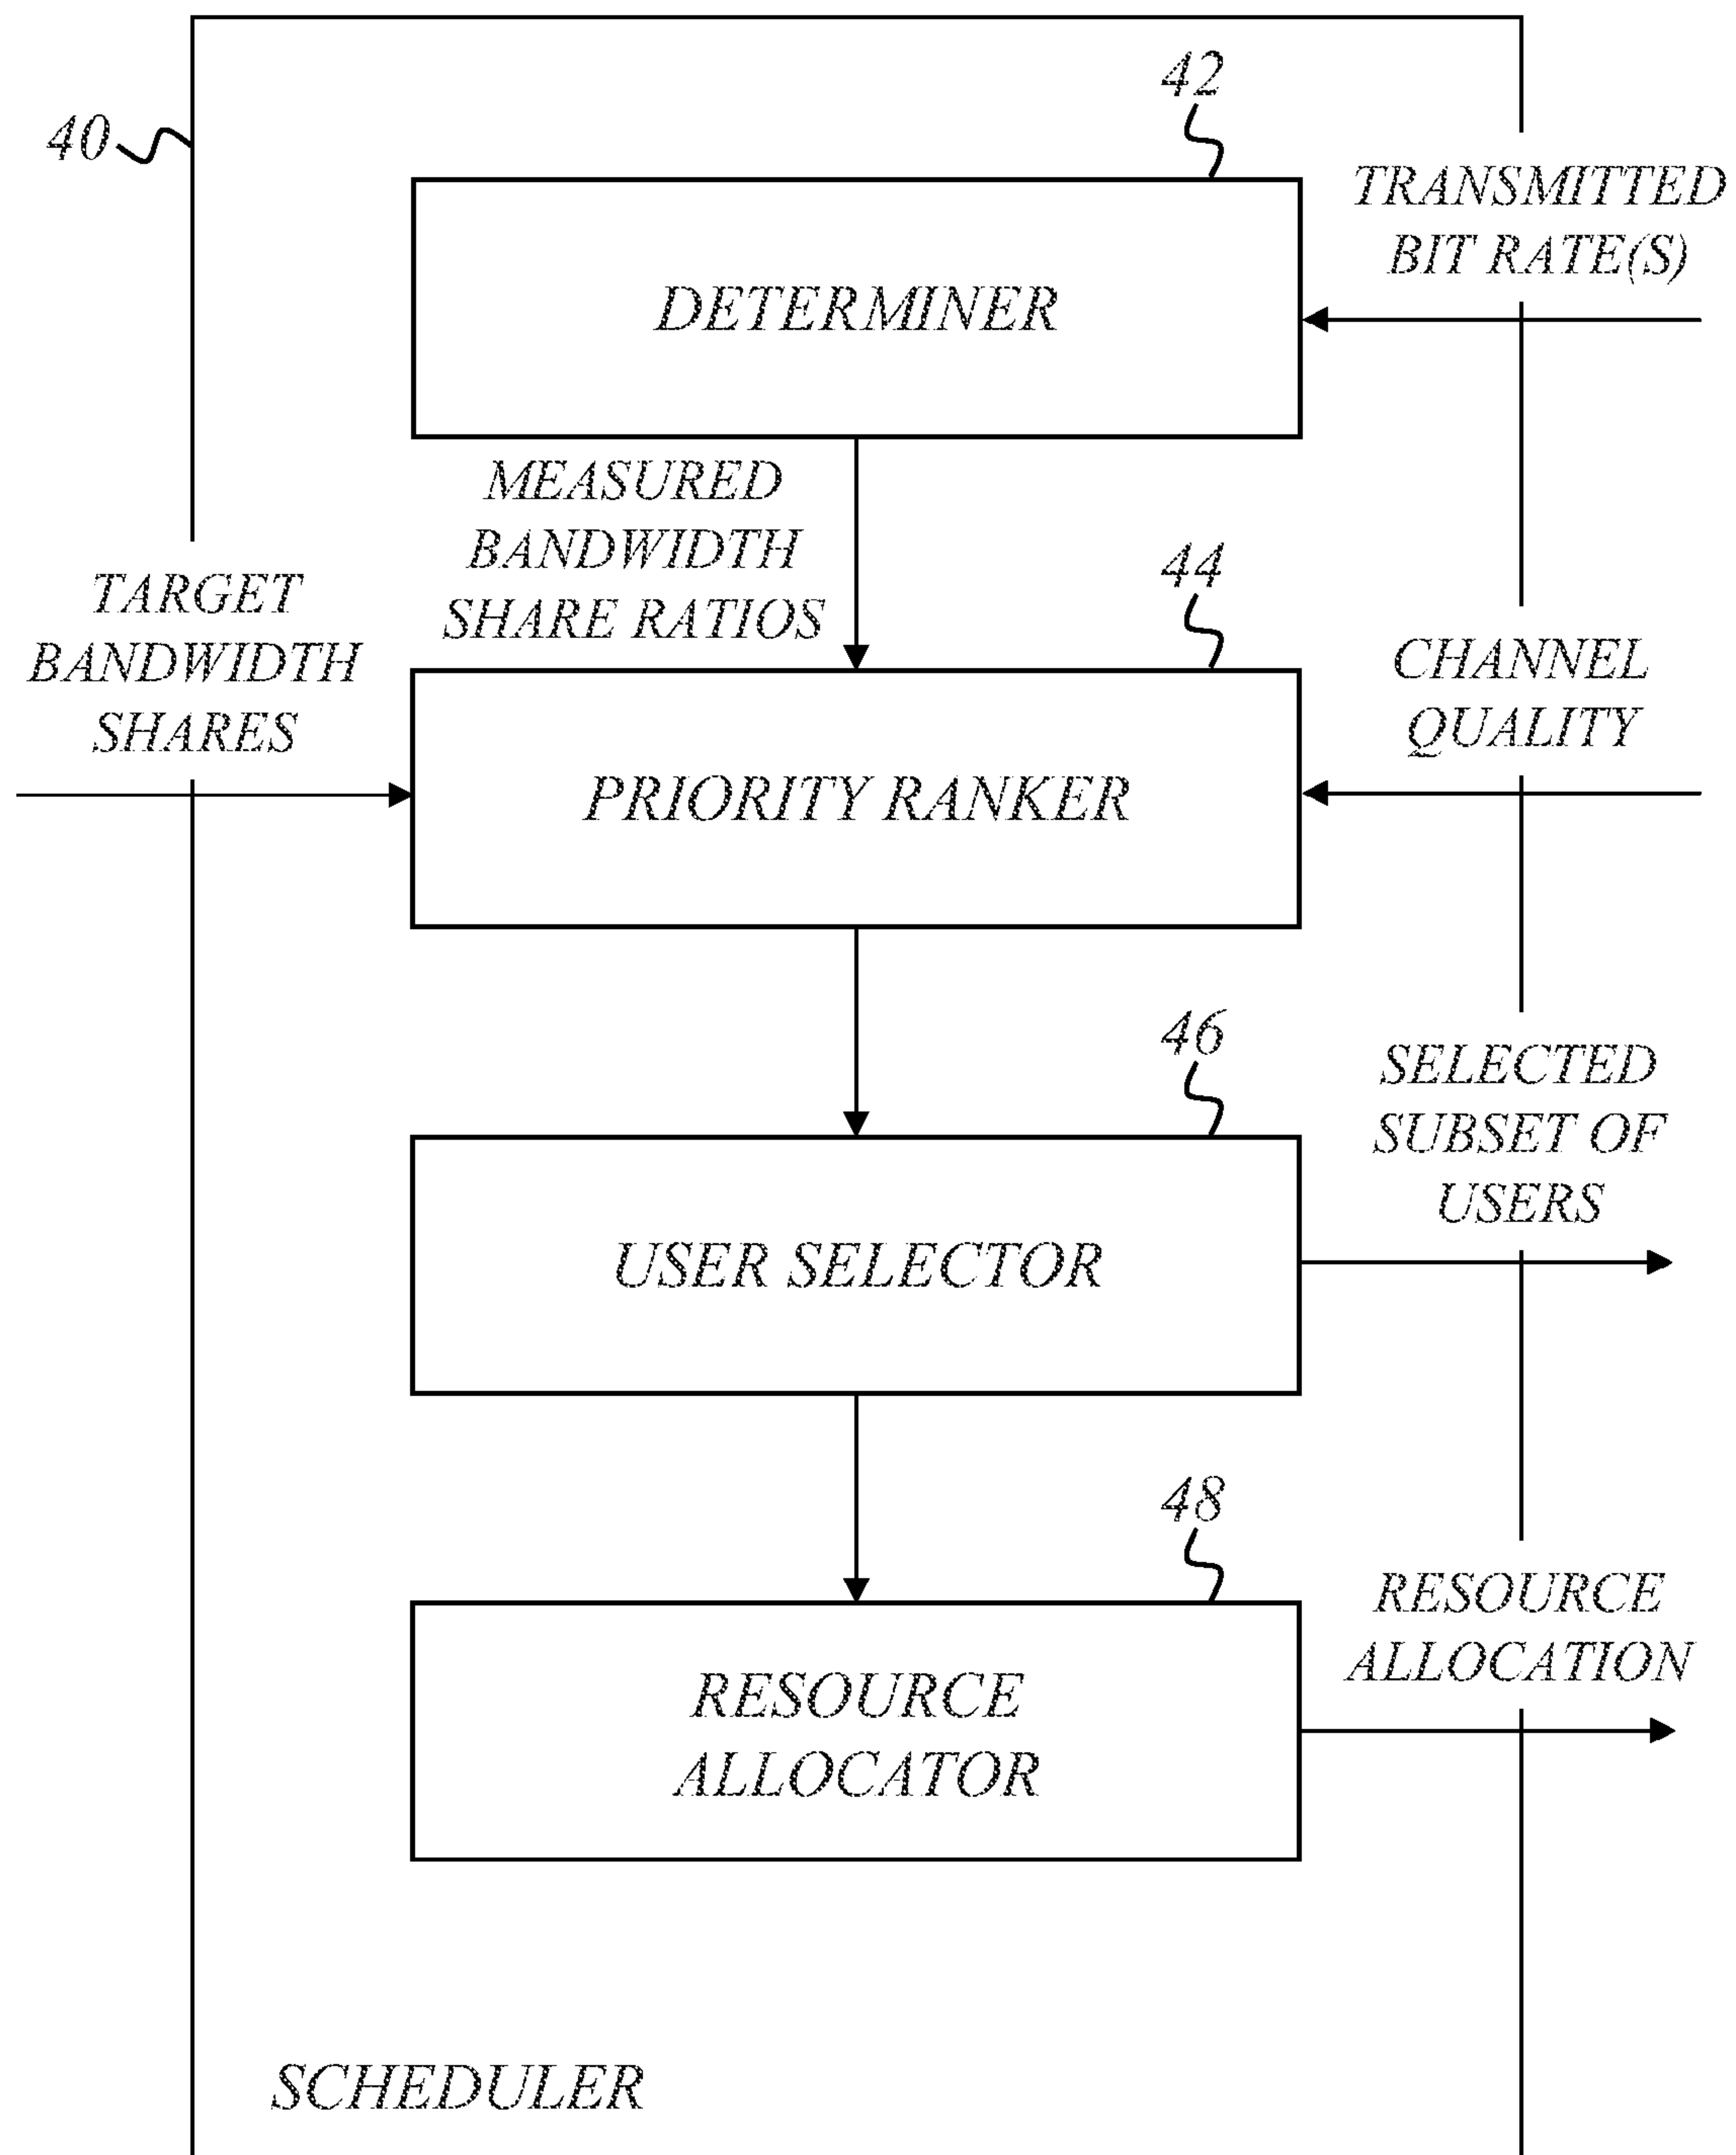 42
40
TRANSMITTED
BIT RATE(S)
DETERMINER
MEASURED
BANDWIDTH
SHARE RATIOS
44
TARGET
BANDWIDTH
SHARES
CHANNEL
QUALITY
PRIORITY RANKER
46
SELECTED
SUBSET OF
USERS
USER SELECTOR
48
RESOURCE
ALLOCATION
RESOURCE
ALLOCATOR
SCHEDULER